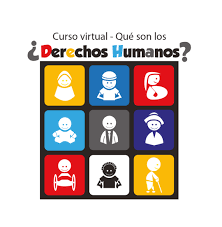 Curso virtual - Qué son los
¿Derechos Humanos?